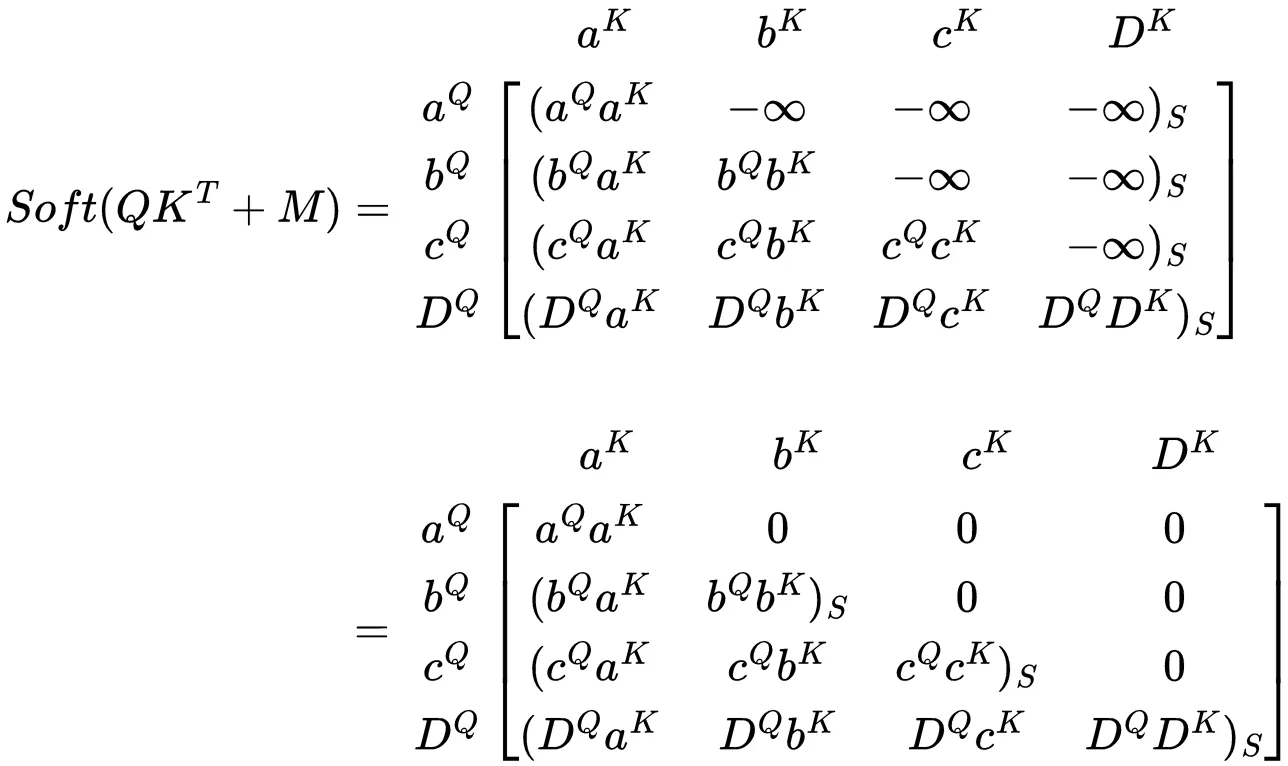 a^K b^K c^K D^K
a^Q [ (a^Q a^K −∞ −∞ −∞)_S ]
b^Q [ (b^Q a^K b^Q b^K −∞ −∞)_S ]
Soft(QK^T + M) =
c^Q [ (c^Q a^K c^Q b^K c^Q c^K −∞)_S ]
D^Q [ (D^Q a^K D^Q b^K D^Q c^K D^Q D^K)_S ]
a^K b^K c^K D^K
a^Q [ a^Q a^K 0 0 0 ]
b^Q [ (b^Q a^K b^Q b^K)_S 0 0 ]
=
c^Q [ (c^Q a^K c^Q b^K c^Q c^K)_S 0 ]
D^Q [ (D^Q a^K D^Q b^K D^Q c^K D^Q D^K)_S ]